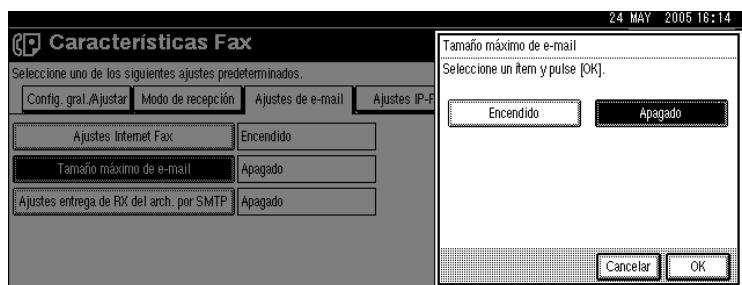 24 MAY 2005 16:14
Características Fax
Seleccione uno de los siguientes ajustes predeterminados.
Config. gral./Ajustar Modo de recepción Ajustes de e-mail Ajustes IP-F
Ajustes Internet Fax Encendido
Tamaño máximo de e-mail Apagado
Ajustes entrega de RX del arch. por SMTP Apagado
Tamaño máximo de e-mail
Seleccione un ítem y pulse [OK].
Encendido Apagado
Cancelar OK